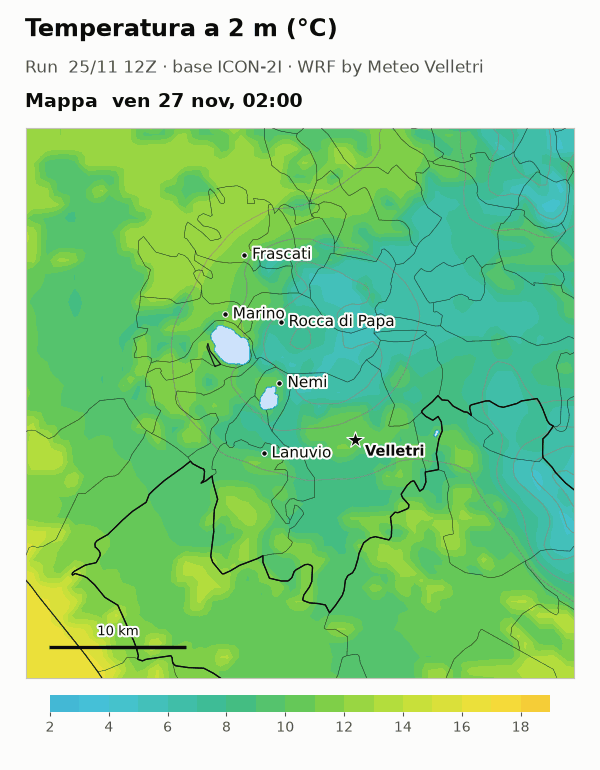 Temperatura a 2 m (°C)
Run  25/11 12Z · base ICON-2I · WRF by Meteo Velletri
Mappa  ven 27 nov, 02:00
Frascati
Marino
Rocca di Papa
Nemi
Velletri
Lanuvio
10 km
2 4 6 8 10 12 14 16 18